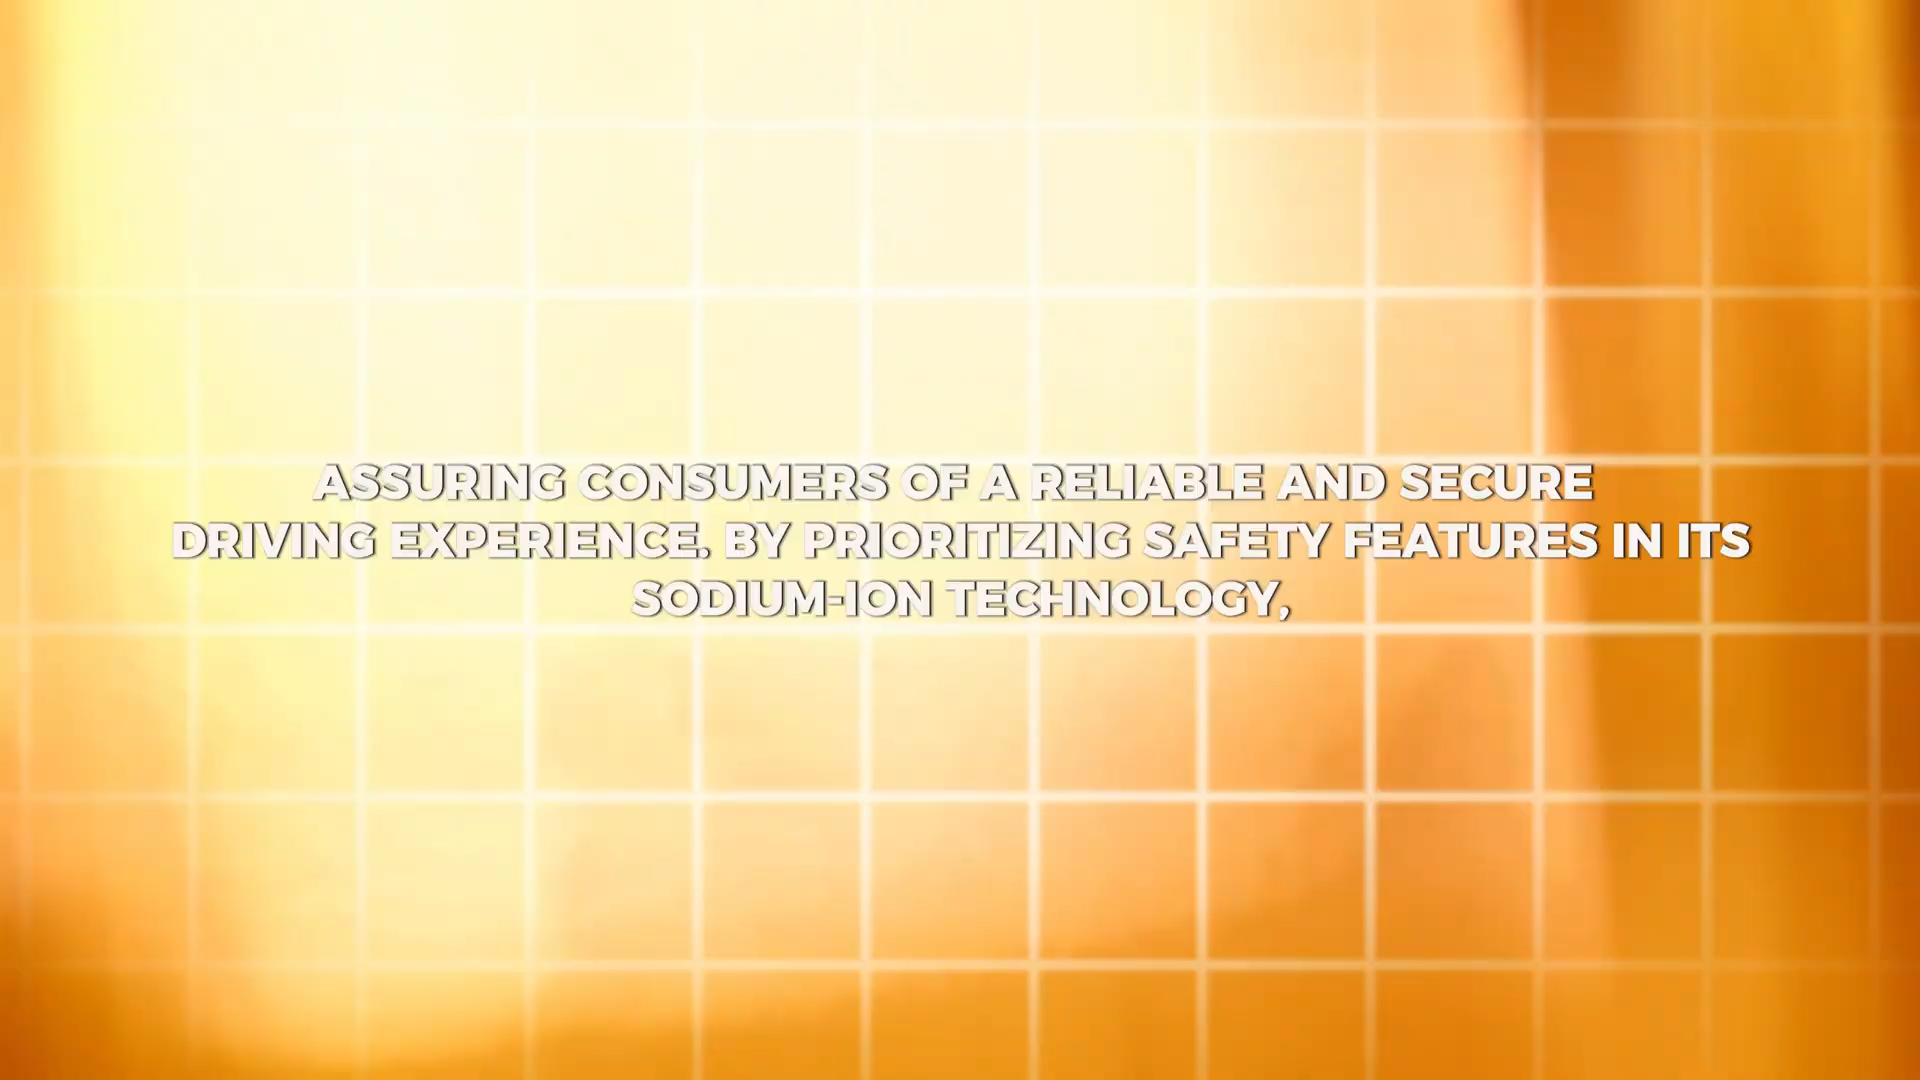 ASSURING CONSUMERS OF A RELIABLE AND SECURE
DRIVING EXPERIENCE. BY PRIORITIZING SAFETY FEATURES IN ITS
SODIUM-ION TECHNOLOGY,